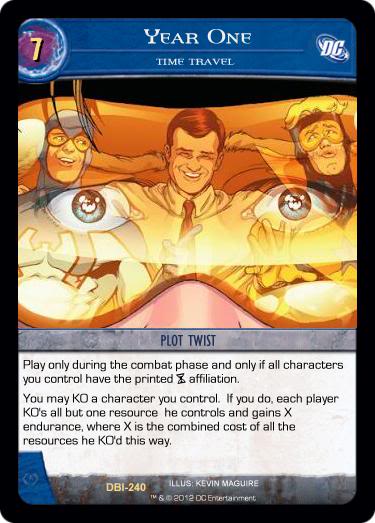 7
YEAR ONE
TIME TRAVEL
DC
PLOT TWIST
Play only during the combat phase and only if all characters
you control have the printed affiliation.
You may KO a character you control. If you do, each player
KO's all but one resource he controls and gains X
endurance, where X is the combined cost of all the
resources he KO'd this way.
DBI-240
ILLUS: KEVIN MAGUIRE
™ & © 2012 DC Entertainment